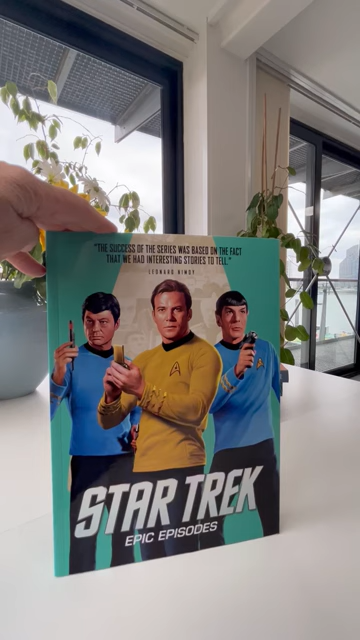 "THE SUCCESS OF THE SERIES WAS BASED ON THE FACT
THAT WE HAD INTERESTING STORIES TO TELL."
LEONARD NIMOY
STAR TREK
EPIC EPISODES